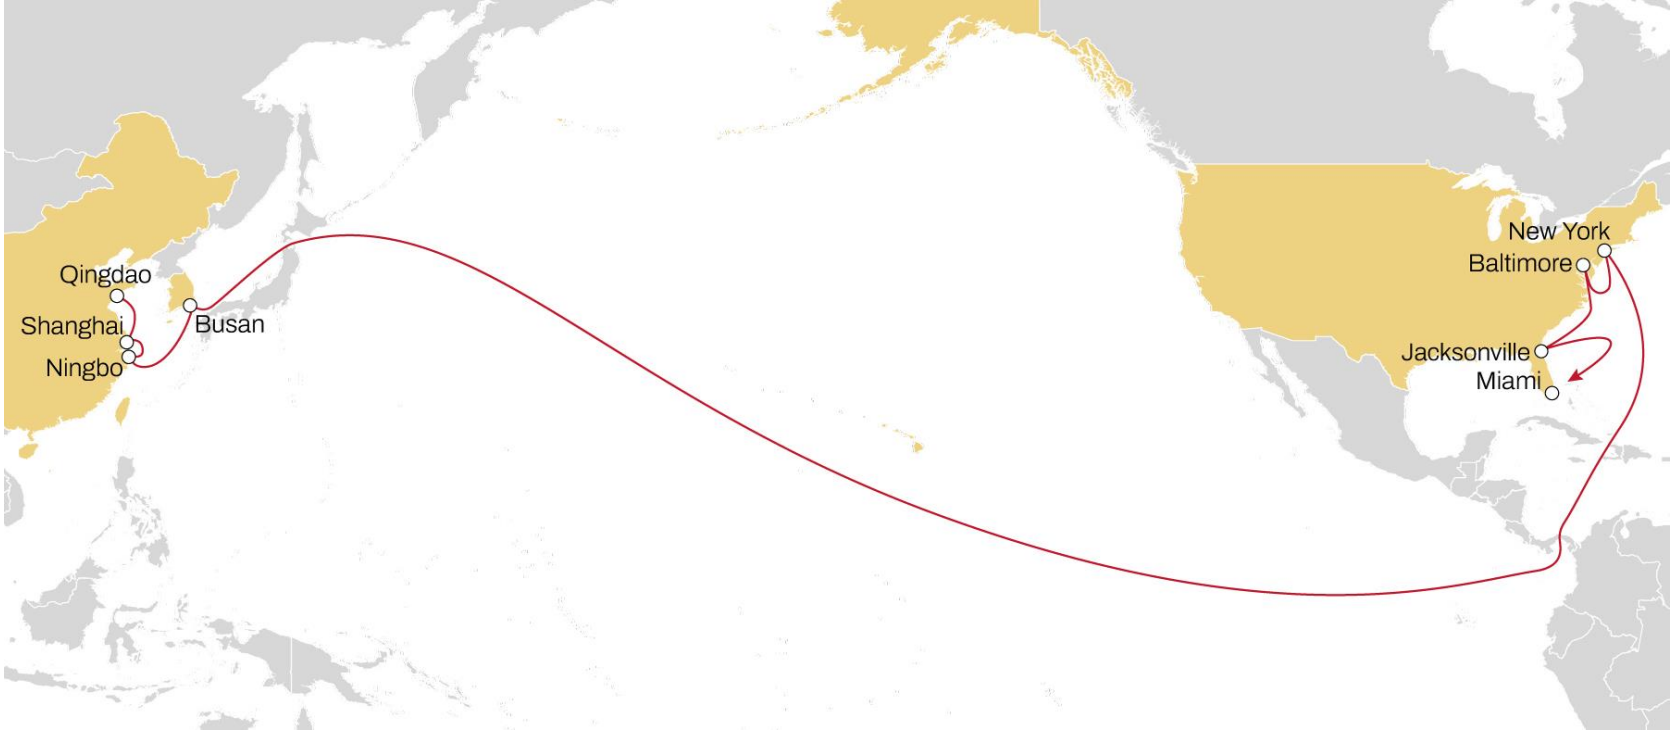 Qingdao
Shanghai
Ningbo
Busan
New York
Baltimore
Jacksonville
Miami